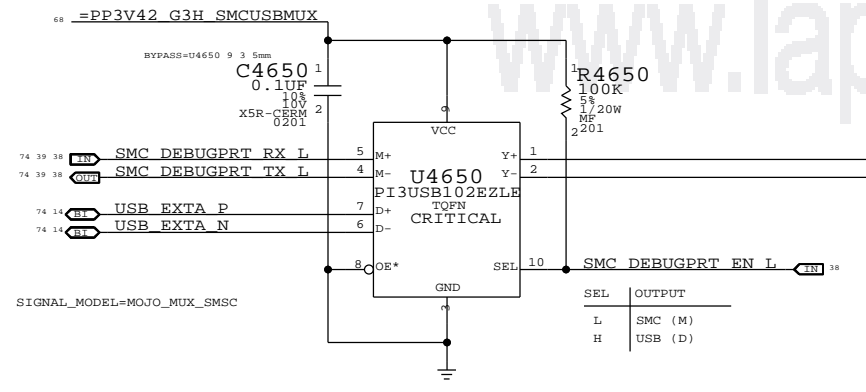 www.lap
68 =PP3V42_G3H_SMCUSBMUX
BYPASS=U4650 9 3 5mm
C4650 1
0.1UF
10%
10V
X5R-CERM 2
0201
1
R4650
100K
5%
1/20W
MF
2 201
9
VCC
74 39 38 IN SMC_DEBUGPRT_RX_L 5 M+
74 39 38 OUT SMC_DEBUGPRT_TX_L 4 M-
74 14 BI USB_EXTA_P 7 D+
74 14 BI USB_EXTA_N 6 D-
8 OE*
U4650
PI3USB102EZLE
TQFN
CRITICAL
Y+ 1
Y- 2
SEL 10 SMC_DEBUGPRT_EN_L IN 38
GND
3
SIGNAL_MODEL=MOJO_MUX_SMSC
SEL OUTPUT
L SMC (M)
H USB (D)